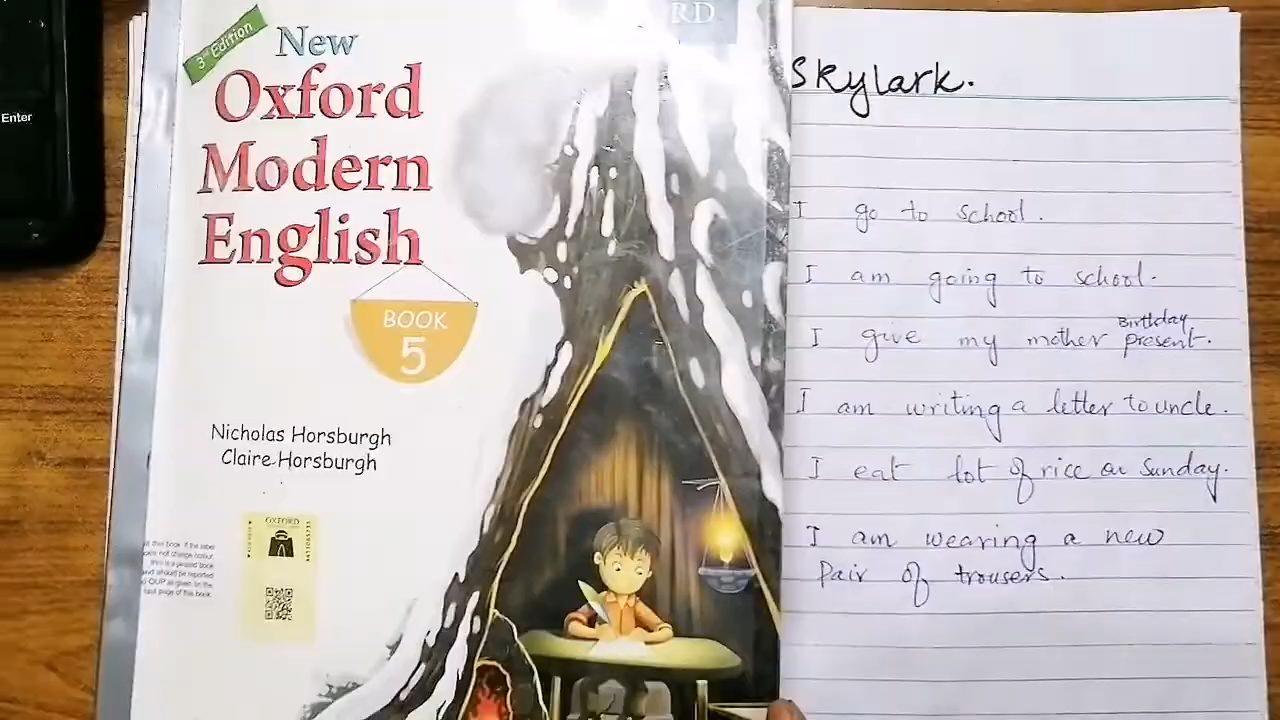 Enter
3rd Edition
New
Oxford
Modern
English
BOOK
5
Nicholas Horsburgh
Claire Horsburgh
OXFORD
RD
Skylark.
I go to school.
I am going to school.
I give my mother Birthday present.
I am writing a letter to uncle.
I eat lot of rice on Sunday.
I am wearing a new
Pair of trousers.